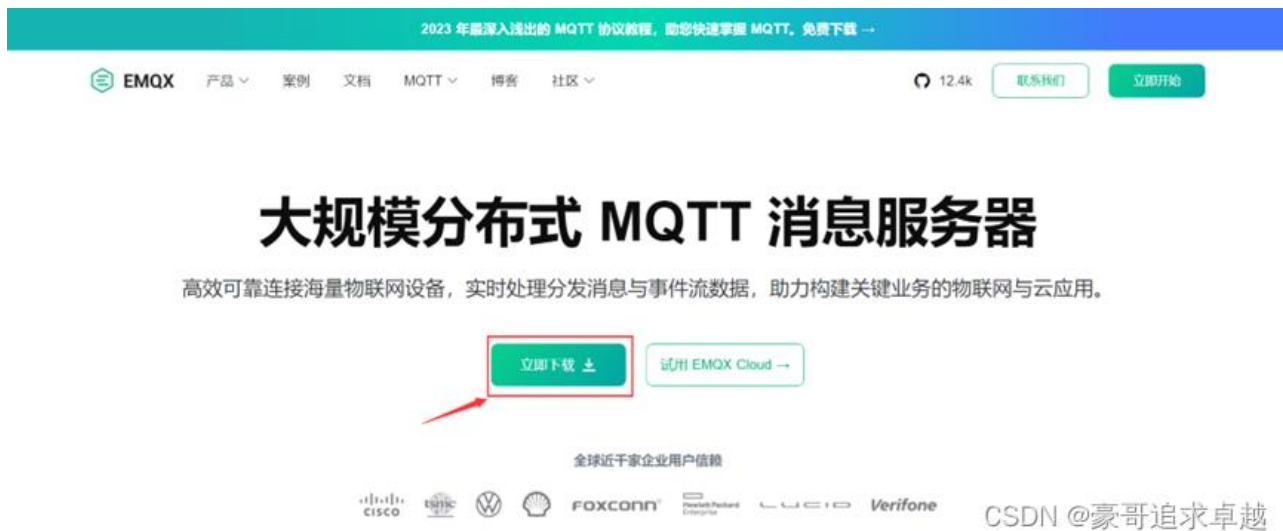 2023 年最深入浅出的 MQTT 协议教程，助您快速掌握 MQTT。免费下载 →
EMQX 产品 案例 文档 MQTT 博客 社区 12.4k 联系我们 立即开始
大规模分布式 MQTT 消息服务器
高效可靠连接海量物联网设备，实时处理分发消息与事件流数据，助力构建关键业务的物联网与云应用。
立即下载 试用 EMQX Cloud →
全球近千家企业用户信赖
CISCO tsmc FOXCONN Hewlett Packard Enterprise LUCID Verifone
CSDN @豪哥追求卓越